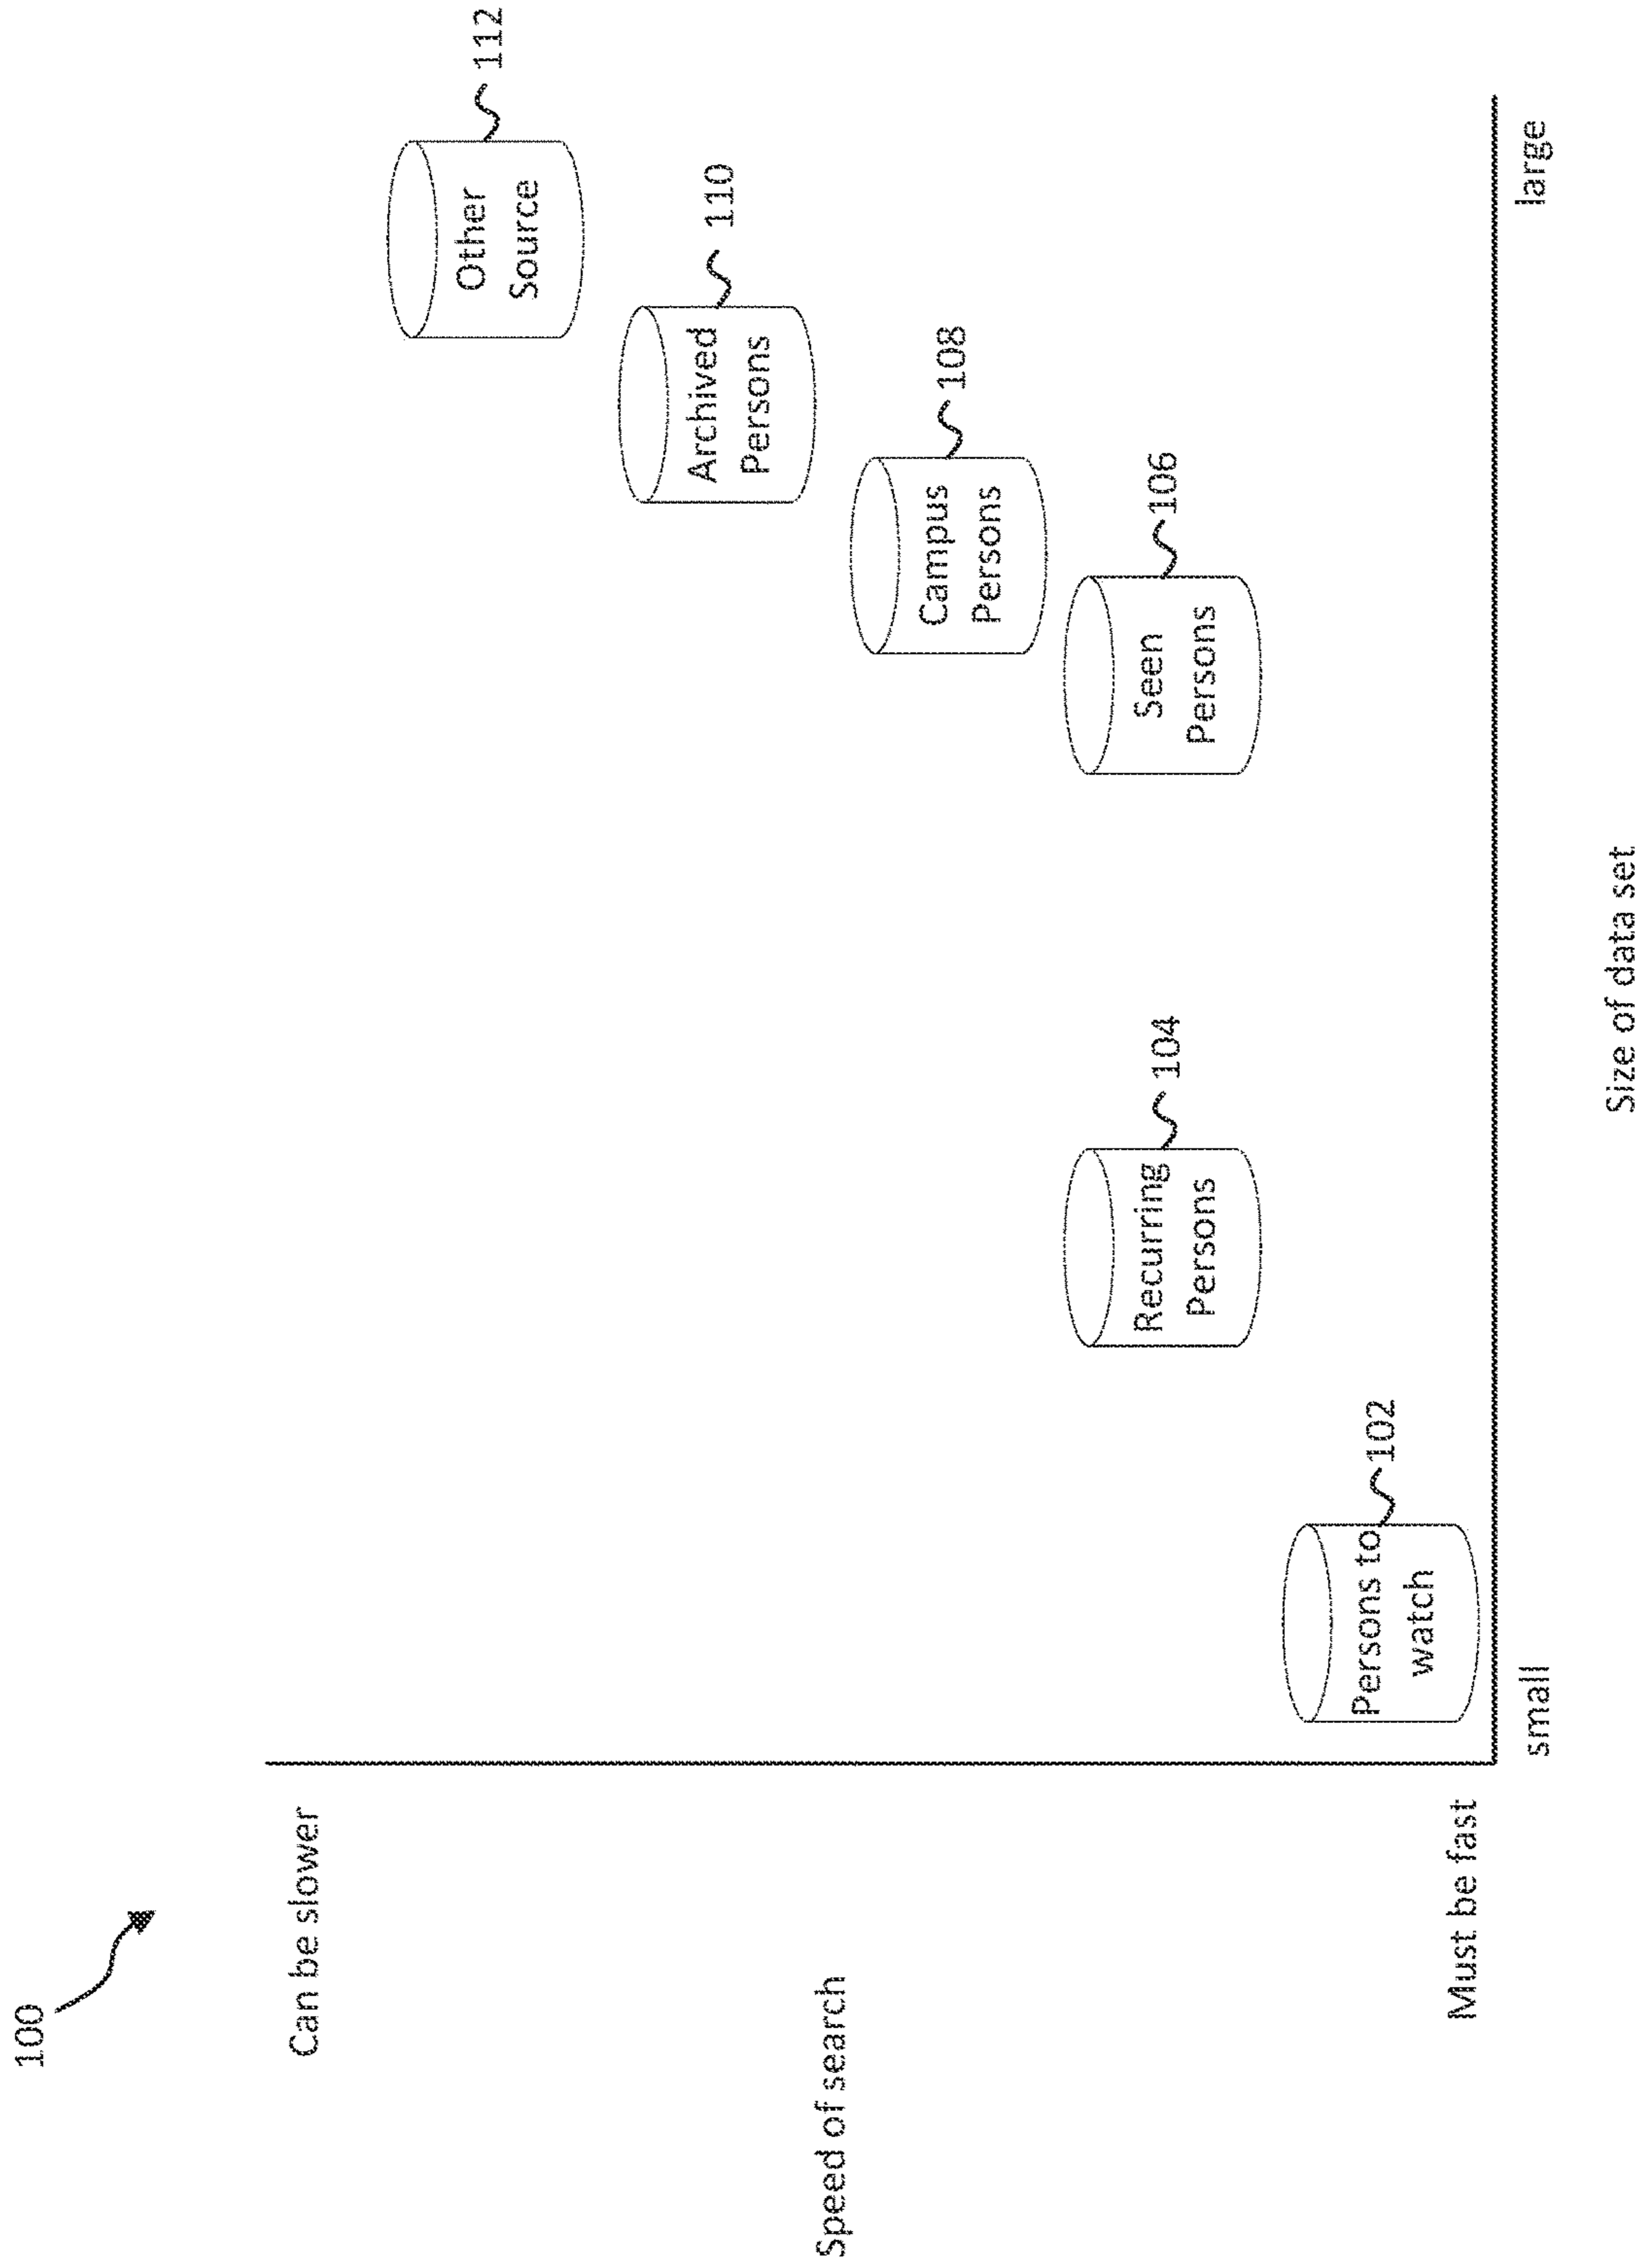 100
Can be slower
Speed of search
Must be fast
Other
Source
112
Archived
Persons
110
Campus
Persons
108
Seen
Persons
106
Recurring
Persons
104
Persons to
watch
102
small
large
Size of data set